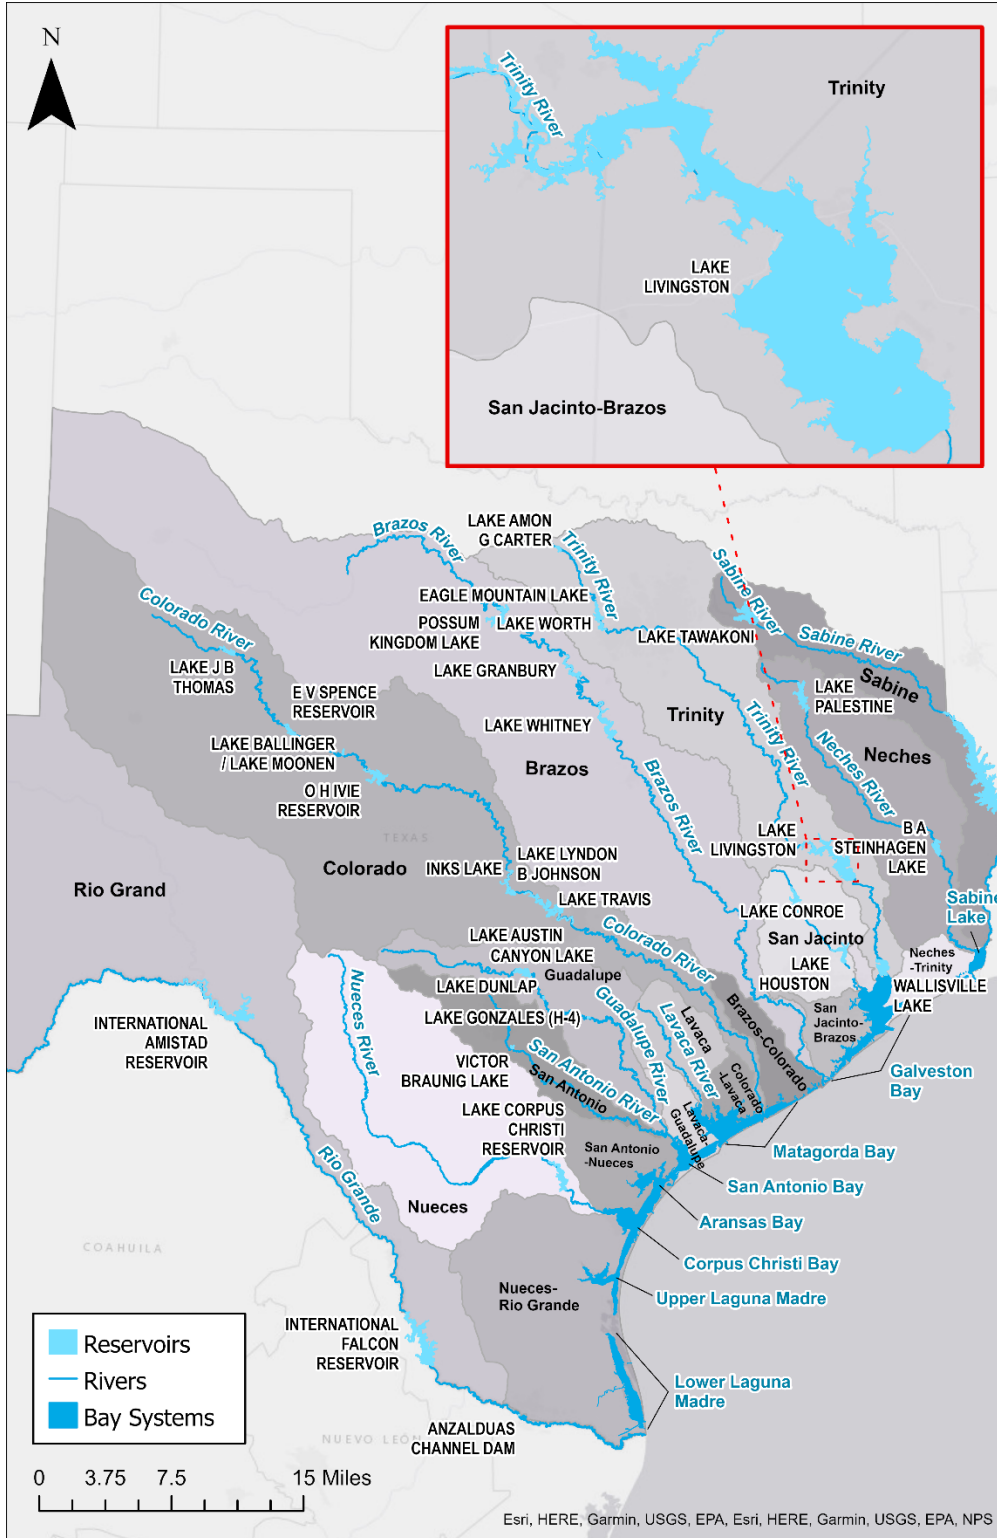 N
Trinity River
Trinity
LAKE
LIVINGSTON
San Jacinto-Brazos
Brazos River
LAKE AMON
G CARTER
Trinity River
Sabine River
EAGLE MOUNTAIN LAKE
POSSUM
KINGDOM LAKE
LAKE WORTH
LAKE TAWAKONI
Sabine River
Colorado River
LAKE J B
THOMAS
LAKE GRANBURY
Sabine
E V SPENCE
RESERVOIR
LAKE
PALESTINE
LAKE WHITNEY
Trinity
Trinity River
Neches River
Neches
LAKE BALLINGER
/ LAKE MOONEN
Brazos
Brazos River
O H IVIE
RESERVOIR
TEXAS
LAKE
LIVINGSTON
B A
STEINHAGEN
LAKE
Colorado
INKS LAKE
LAKE LYNDON
B JOHNSON
Rio Grand
LAKE TRAVIS
Sabine
Lake
LAKE CONROE
San Jacinto
LAKE AUSTIN
CANYON LAKE
Colorado River
Guadalupe
LAKE
HOUSTON
Neches
-Trinity
WALLISVILLE
LAKE
LAKE DUNLAP
Nueces River
LAKE GONZALES (H-4)
Guadalupe River
Lavaca River
Lavaca
Brazos-Colorado
San
Jacinto-
Brazos
INTERNATIONAL
AMISTAD
RESERVOIR
VICTOR
BRAUNIG LAKE
San Antonio River
San Antonio
Colorado
-Lavaca
Galveston
Bay
LAKE CORPUS
CHRISTI
RESERVOIR
Lavaca-
Guadalupe
San Antonio
-Nueces
Matagorda Bay
Rio Grande
San Antonio Bay
Nueces
Aransas Bay
COAHUILA
Corpus Christi Bay
Nueces-
Rio Grande
Upper Laguna Madre
INTERNATIONAL
FALCON
RESERVOIR
Lower Laguna
Madre
Reservoirs
Rivers
Bay Systems
ANZALDUAS
CHANNEL DAM
NUEVO LEÓN
0 3.75 7.5 15 Miles
Esri, HERE, Garmin, USGS, EPA, Esri, HERE, Garmin, USGS, EPA, NPS